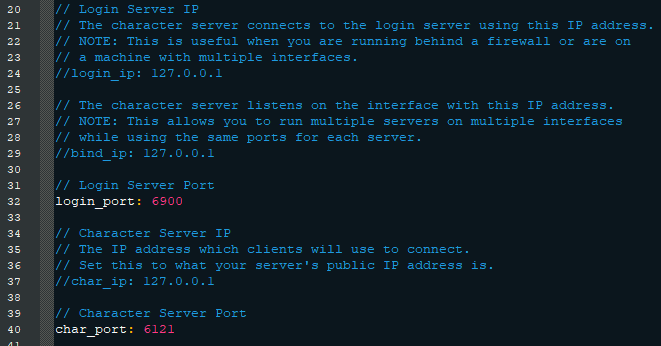 20 // Login Server IP
21 // The character server connects to the login server using this IP address.
22 // NOTE: This is useful when you are running behind a firewall or are on
23 // a machine with multiple interfaces.
24 //login_ip: 127.0.0.1
25
26 // The character server listens on the interface with this IP address.
27 // NOTE: This allows you to run multiple servers on multiple interfaces
28 // while using the same ports for each server.
29 //bind_ip: 127.0.0.1
30
31 // Login Server Port
32 login_port: 6900
33
34 // Character Server IP
35 // The IP address which clients will use to connect.
36 // Set this to what your server's public IP address is.
37 //char_ip: 127.0.0.1
38
39 // Character Server Port
40 char_port: 6121
41